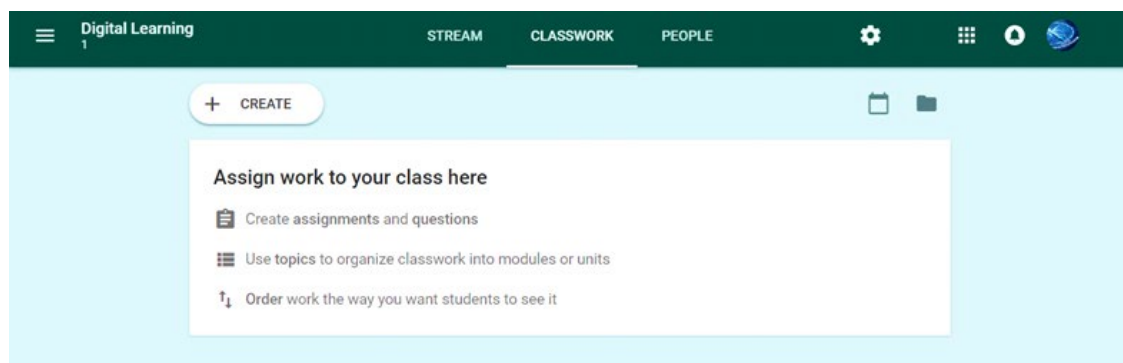 Digital Learning
1
STREAM CLASSWORK PEOPLE
+ CREATE
Assign work to your class here
Create assignments and questions
Use topics to organize classwork into modules or units
Order work the way you want students to see it